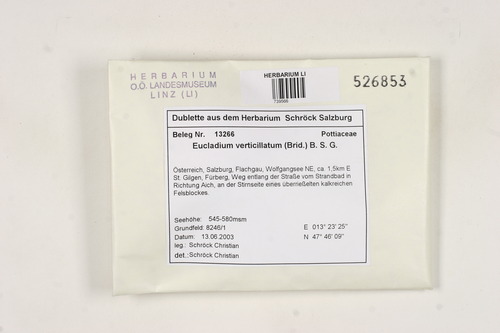 HERBARIUM
O.Ö. LANDESMUSEUM
LINZ (LI)
HERBARIUM LI
526853
Dublette aus dem Herbarium Schröck Salzburg
Beleg Nr. 13266 Pottiaceae
Eucladium verticillatum (Brid.) B. S. G.
Österreich, Salzburg, Flachgau, Wolfgangsee NE, ca. 1,5km E
St. Gilgen, Fürberg, Weg entlang der Straße vom Strandbad in
Richtung Aich, an der Stirnseite eines überrieselten kalkreichen
Felsblockes.
Seehöhe: 545-580msm
Grundfeld: 8246/1 E 013° 23' 25"
Datum: 13.06.2003 N 47° 46' 09"
leg.: Schröck Christian
det.: Schröck Christian